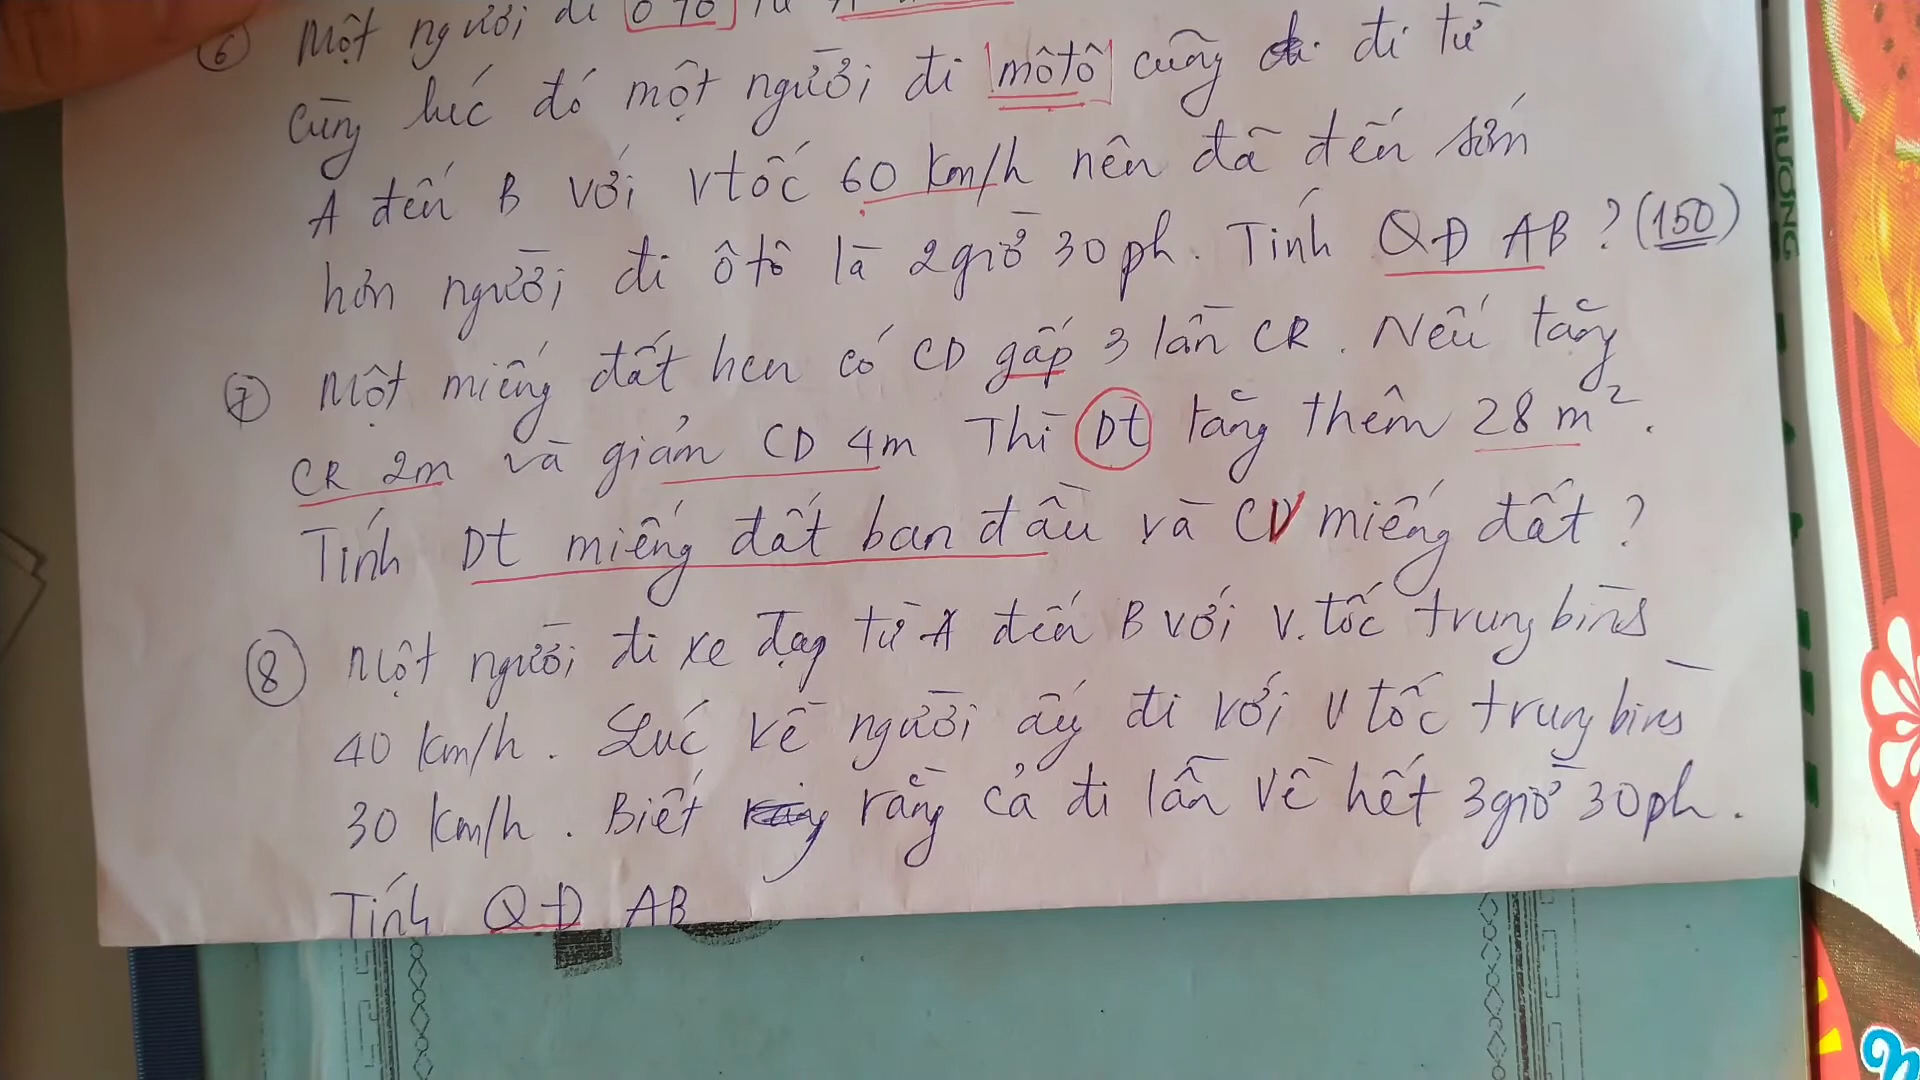 ⑥ Một người đi ô tô từ A
cùng lúc đó một người đi môtô cũng đi từ
A đến B với vtốc 60 km/h nên đã đến sớm
hơn người đi ôtô là 2giờ 30ph. Tính QĐ AB? (150)
⑦ Một miếng đất hcn có CD gấp 3 lần CR. Nếu tăng
CR 2m và giảm CD 4m Thì Dt tăng thêm 28 m².
Tính Dt miếng đất ban đầu và CV miếng đất?
⑧ Một người đi xe đạp từ A đến B với v.tốc trung bình
40 km/h. Lúc về người ấy đi với vtốc trung bình
30 km/h. Biết rằng cả đi lẫn về hết 3giờ 30ph.
Tính QĐ AB
HƯƠNG